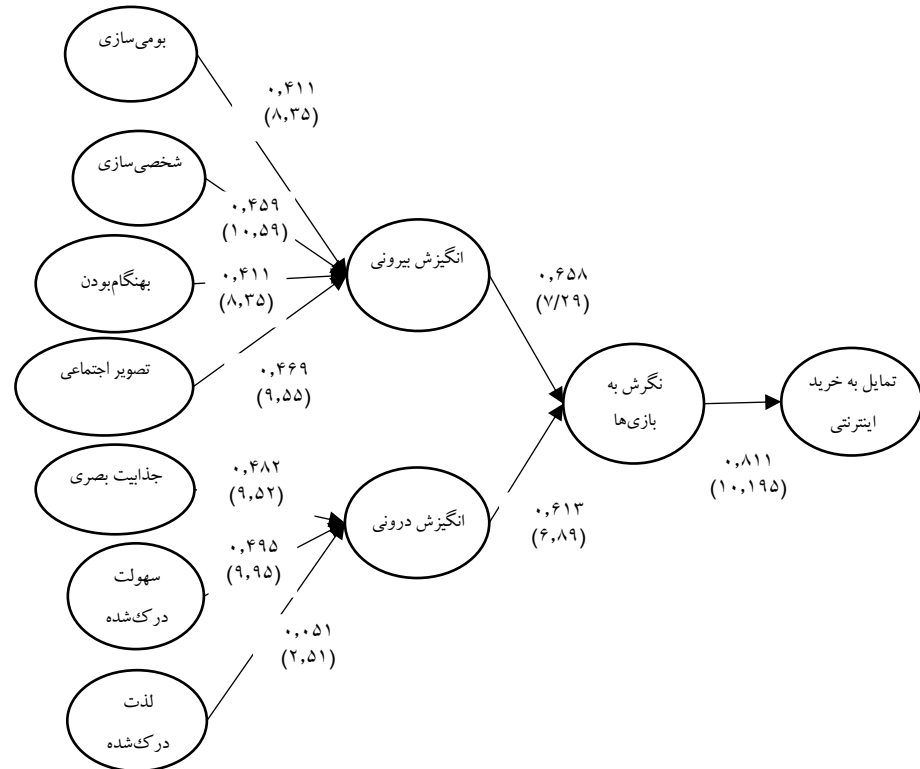 بومی‌سازی
۰,۴۱۱
(۸,۳۵)
شخصی‌سازی
۰,۴۵۹
(۱۰,۵۹)
بهنگام‌بودن
۰,۴۱۱
(۸,۳۵)
تصویر اجتماعی
۰,۴۶۹
(۹,۵۵)
انگیزش بیرونی
۰,۶۵۸
(۷/۲۹)
جذابیت بصری
۰,۴۸۲
(۹,۵۲)
سهولت
درک‌شده
۰,۴۹۵
(۹,۹۵)
لذت
درک‌شده
۰,۰۵۱
(۲,۵۱)
انگیزش درونی
۰,۶۱۳
(۶,۸۹)
نگرش به
بازی‌ها
۰,۸۱۱
(۱۰,۱۹۵)
تمایل به خرید
اینترنتی